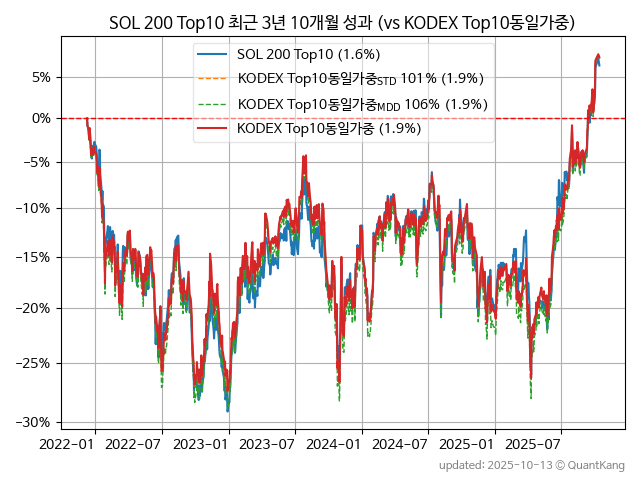 SOL 200 Top10 최근 3년 10개월 성과 (vs KODEX Top10동일가중)
SOL 200 Top10 (1.6%)
KODEX Top10동일가중STD 101% (1.9%)
KODEX Top10동일가중MDD 106% (1.9%)
KODEX Top10동일가중 (1.9%)
5%
0%
−5%
−10%
−15%
−20%
−25%
−30%
2022-01 2022-07 2023-01 2023-07 2024-01 2024-07 2025-01 2025-07
updated: 2025-10-13 © QuantKang